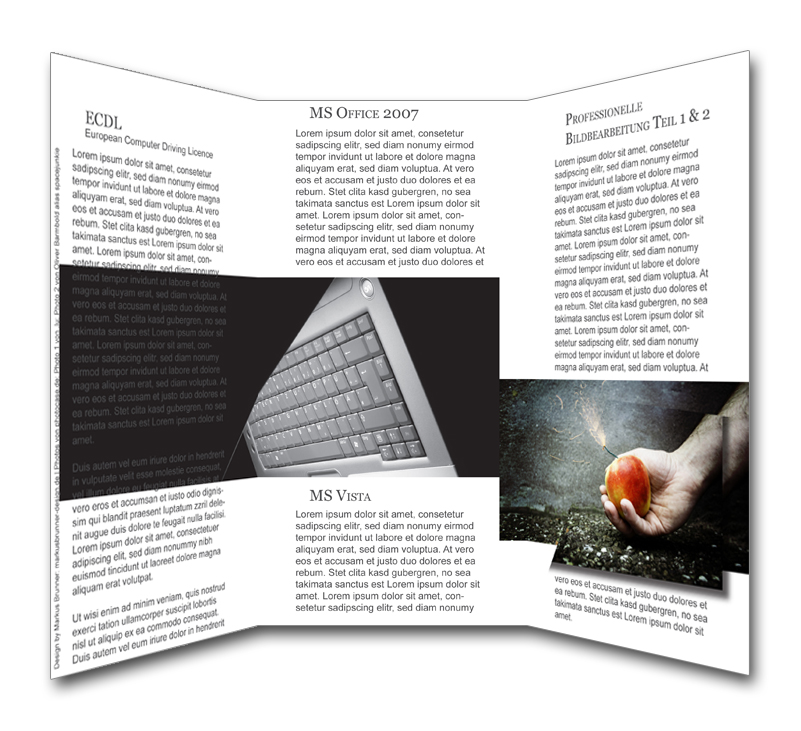 ECDL
European Computer Driving Licence
Lorem ipsum dolor sit amet, consetetur
sadipscing elitr, sed diam nonumy eirmod
tempor invidunt ut labore et dolore magna
aliquyam erat, sed diam voluptua. At vero
eos et accusam et justo duo dolores et ea
rebum. Stet clita kasd gubergren, no sea
takimata sanctus est Lorem ipsum dolor sit
amet. Lorem ipsum dolor sit amet, con-
setetur sadipscing elitr, sed diam nonumy
eirmod tempor invidunt ut labore et dolore
magna aliquyam erat, sed diam voluptua. At
vero eos et accusam et justo duo dolores et
ea rebum. Stet clita kasd gubergren, no sea
takimata sanctus est Lorem ipsum dolor sit
amet. Lorem ipsum dolor sit amet, con-
setetur sadipscing elitr, sed diam nonumy
eirmod tempor invidunt ut labore et dolore
magna aliquyam erat, sed diam voluptua. At
vero eos et accusam et justo duo dolores et
ea rebum. Stet clita kasd gubergren, no sea
takimata sanctus est Lorem ipsum dolor sit
amet.
Duis autem vel eum iriure dolor in hendrerit
in vulputate velit esse molestie consequat,
vel illum dolore eu feugiat nulla facilisis at
vero eros et accumsan et iusto odio dignis-
sim qui blandit praesent luptatum zzril dele-
nit augue duis dolore te feugait nulla facilisi.
Lorem ipsum dolor sit amet, consectetuer
adipiscing elit, sed diam nonummy nibh
euismod tincidunt ut laoreet dolore magna
aliquam erat volutpat.
Ut wisi enim ad minim veniam, quis nostrud
exerci tation ullamcorper suscipit lobortis
nisl ut aliquip ex ea commodo consequat.
Duis autem vel eum iriure dolor in hendrerit
Design by Markus Brunner: markusbrunner-design.de | Photos von photocase.de: Photo 1 von Photo 2 von Oliver Barmbold alias spacejunkie
MS Office 2007
Lorem ipsum dolor sit amet, consetetur
sadipscing elitr, sed diam nonumy eirmod
tempor invidunt ut labore et dolore magna
aliquyam erat, sed diam voluptua. At vero
eos et accusam et justo duo dolores et ea
rebum. Stet clita kasd gubergren, no sea
takimata sanctus est Lorem ipsum dolor sit
amet. Lorem ipsum dolor sit amet, con-
setetur sadipscing elitr, sed diam nonumy
eirmod tempor invidunt ut labore et dolore
magna aliquyam erat, sed diam voluptua. At
vero eos et accusam et justo duo dolores et
MS Vista
Lorem ipsum dolor sit amet, consetetur
sadipscing elitr, sed diam nonumy eirmod
tempor invidunt ut labore et dolore magna
aliquyam erat, sed diam voluptua. At vero
eos et accusam et justo duo dolores et ea
rebum. Stet clita kasd gubergren, no sea
takimata sanctus est Lorem ipsum dolor sit
amet. Lorem ipsum dolor sit amet, con-
setetur sadipscing elitr, sed diam nonumy
Professionelle
Bildbearbeitung Teil 1 & 2
Lorem ipsum dolor sit amet, consetetur
sadipscing elitr, sed diam nonumy eirmod
tempor invidunt ut labore et dolore magna
aliquyam erat, sed diam voluptua. At vero
eos et accusam et justo duo dolores et ea
rebum. Stet clita kasd gubergren, no sea
takimata sanctus est Lorem ipsum dolor sit
amet. Lorem ipsum dolor sit amet, con-
setetur sadipscing elitr, sed diam nonumy
eirmod tempor invidunt ut labore et dolore
magna aliquyam erat, sed diam voluptua. At
vero eos et accusam et justo duo dolores et
ea rebum. Stet clita kasd gubergren, no sea
takimata sanctus est Lorem ipsum dolor sit
amet. Lorem ipsum dolor sit amet, con-
setetur sadipscing elitr, sed diam nonumy
eirmod tempor invidunt ut labore et dolore
magna aliquyam erat, sed diam voluptua. At
vero eos et accusam et justo duo dolores et
ea rebum. Stet clita kasd gubergren, no sea
takimata sanctus est Lorem ipsum dolor sit
amet.